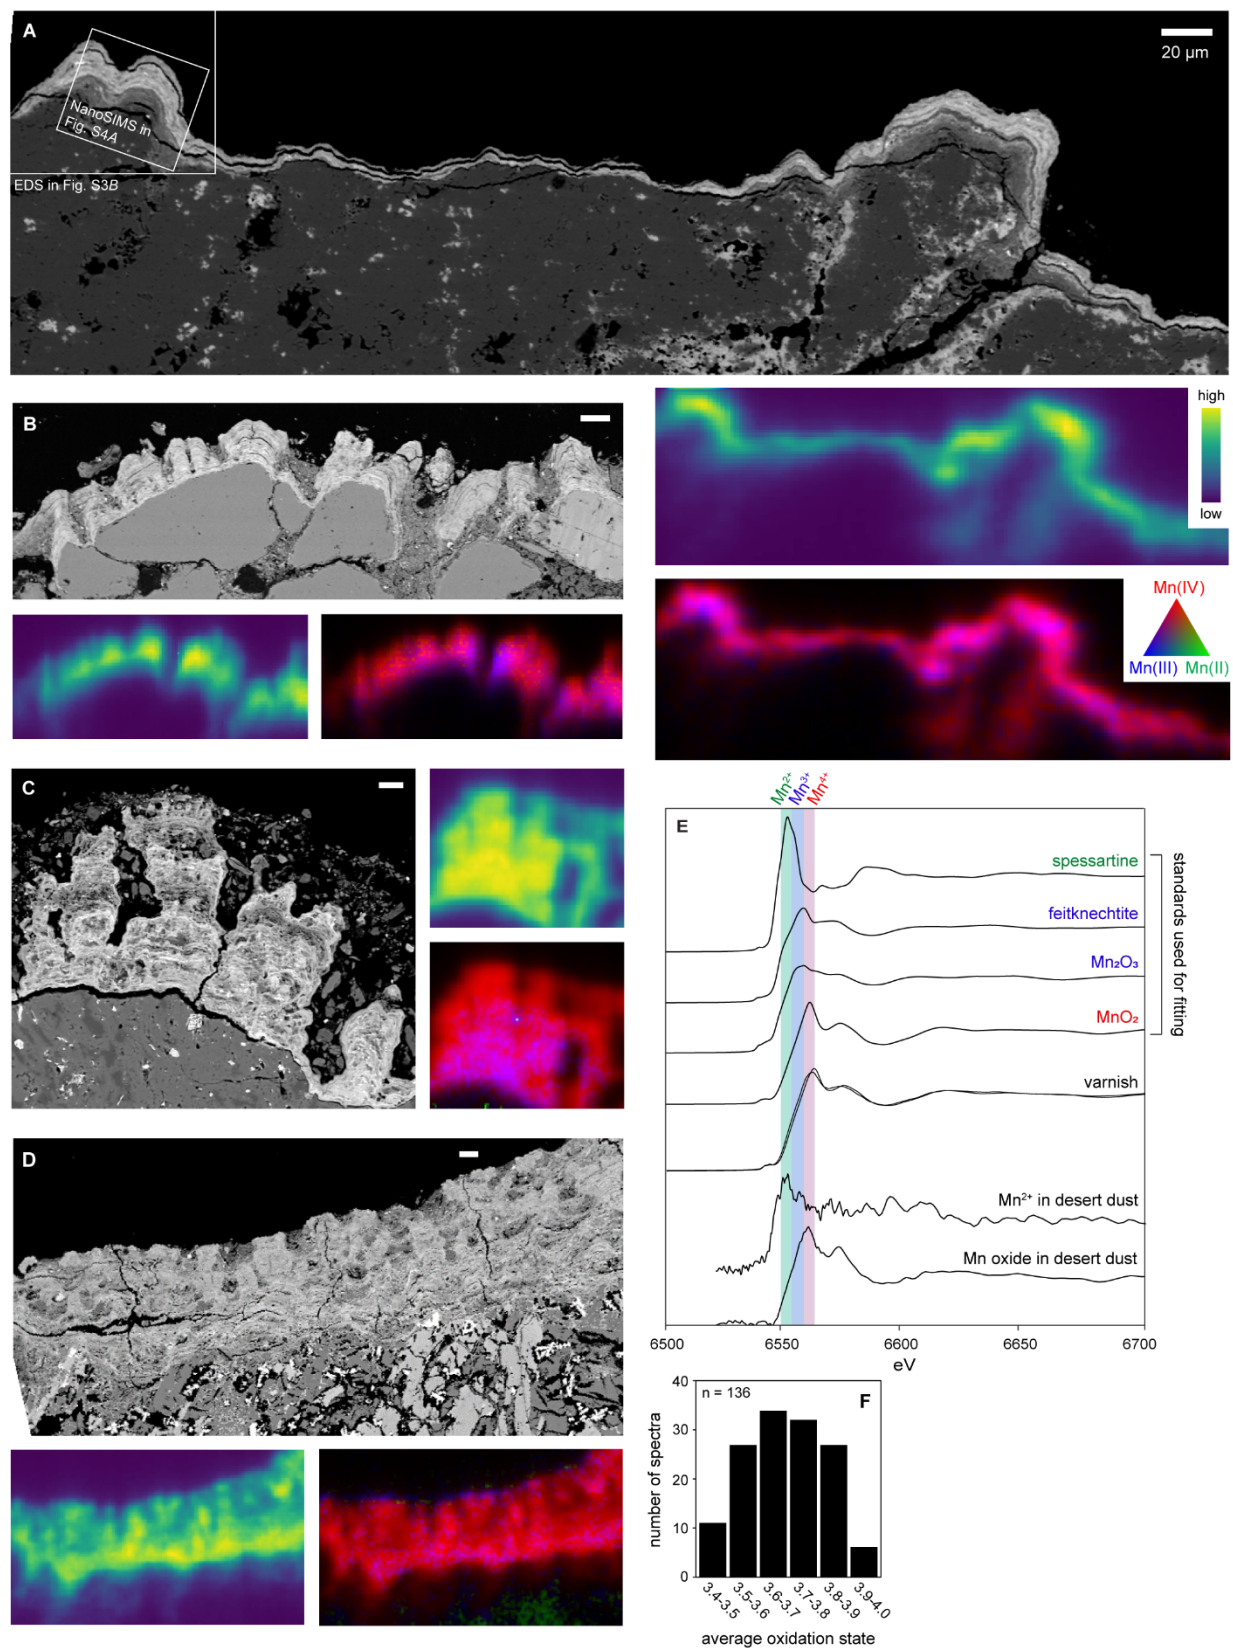 A
20 µm
NanoSIMS in
Fig. S4A
EDS in Fig. S3B
B
high
low
Mn(IV)
Mn(III) Mn(II)
C
D
Mn²⁺
Mn³⁺
Mn⁴⁺
E
spessartine
feitknechtite
Mn₂O₃
MnO₂
standards used for fitting
varnish
Mn²⁺ in desert dust
Mn oxide in desert dust
6500 6550 6600 6650 6700
eV
F
n = 136
40
30
20
10
0
number of spectra
3.4-3.5 3.5-3.6 3.6-3.7 3.7-3.8 3.8-3.9 3.9-4.0
average oxidation state